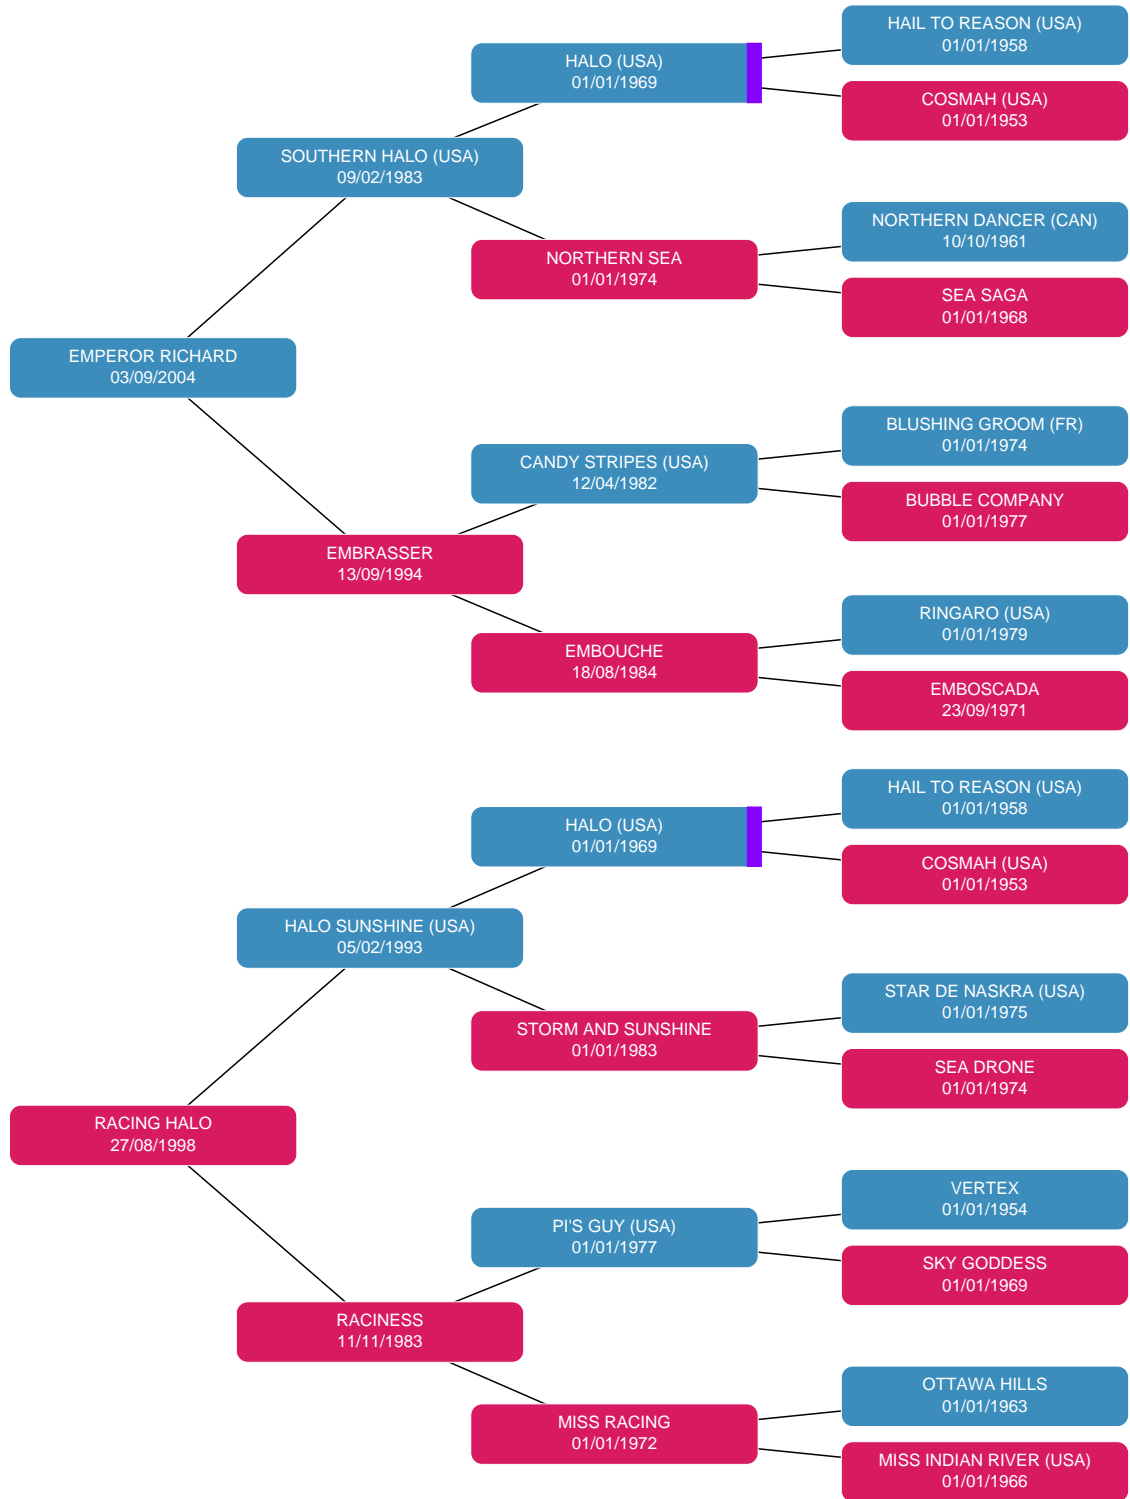 HAIL TO REASON (USA)
01/01/1958
HALO (USA)
01/01/1969
COSMAH (USA)
01/01/1953
SOUTHERN HALO (USA)
09/02/1983
NORTHERN DANCER (CAN)
10/10/1961
NORTHERN SEA
01/01/1974
SEA SAGA
01/01/1968
EMPEROR RICHARD
03/09/2004
BLUSHING GROOM (FR)
01/01/1974
CANDY STRIPES (USA)
12/04/1982
BUBBLE COMPANY
01/01/1977
EMBRASSER
13/09/1994
RINGARO (USA)
01/01/1979
EMBOUCHE
18/08/1984
EMBOSCADA
23/09/1971
HAIL TO REASON (USA)
01/01/1958
HALO (USA)
01/01/1969
COSMAH (USA)
01/01/1953
HALO SUNSHINE (USA)
05/02/1993
STAR DE NASKRA (USA)
01/01/1975
STORM AND SUNSHINE
01/01/1983
SEA DRONE
01/01/1974
RACING HALO
27/08/1998
VERTEX
01/01/1954
PI'S GUY (USA)
01/01/1977
SKY GODDESS
01/01/1969
RACINESS
11/11/1983
OTTAWA HILLS
01/01/1963
MISS RACING
01/01/1972
MISS INDIAN RIVER (USA)
01/01/1966